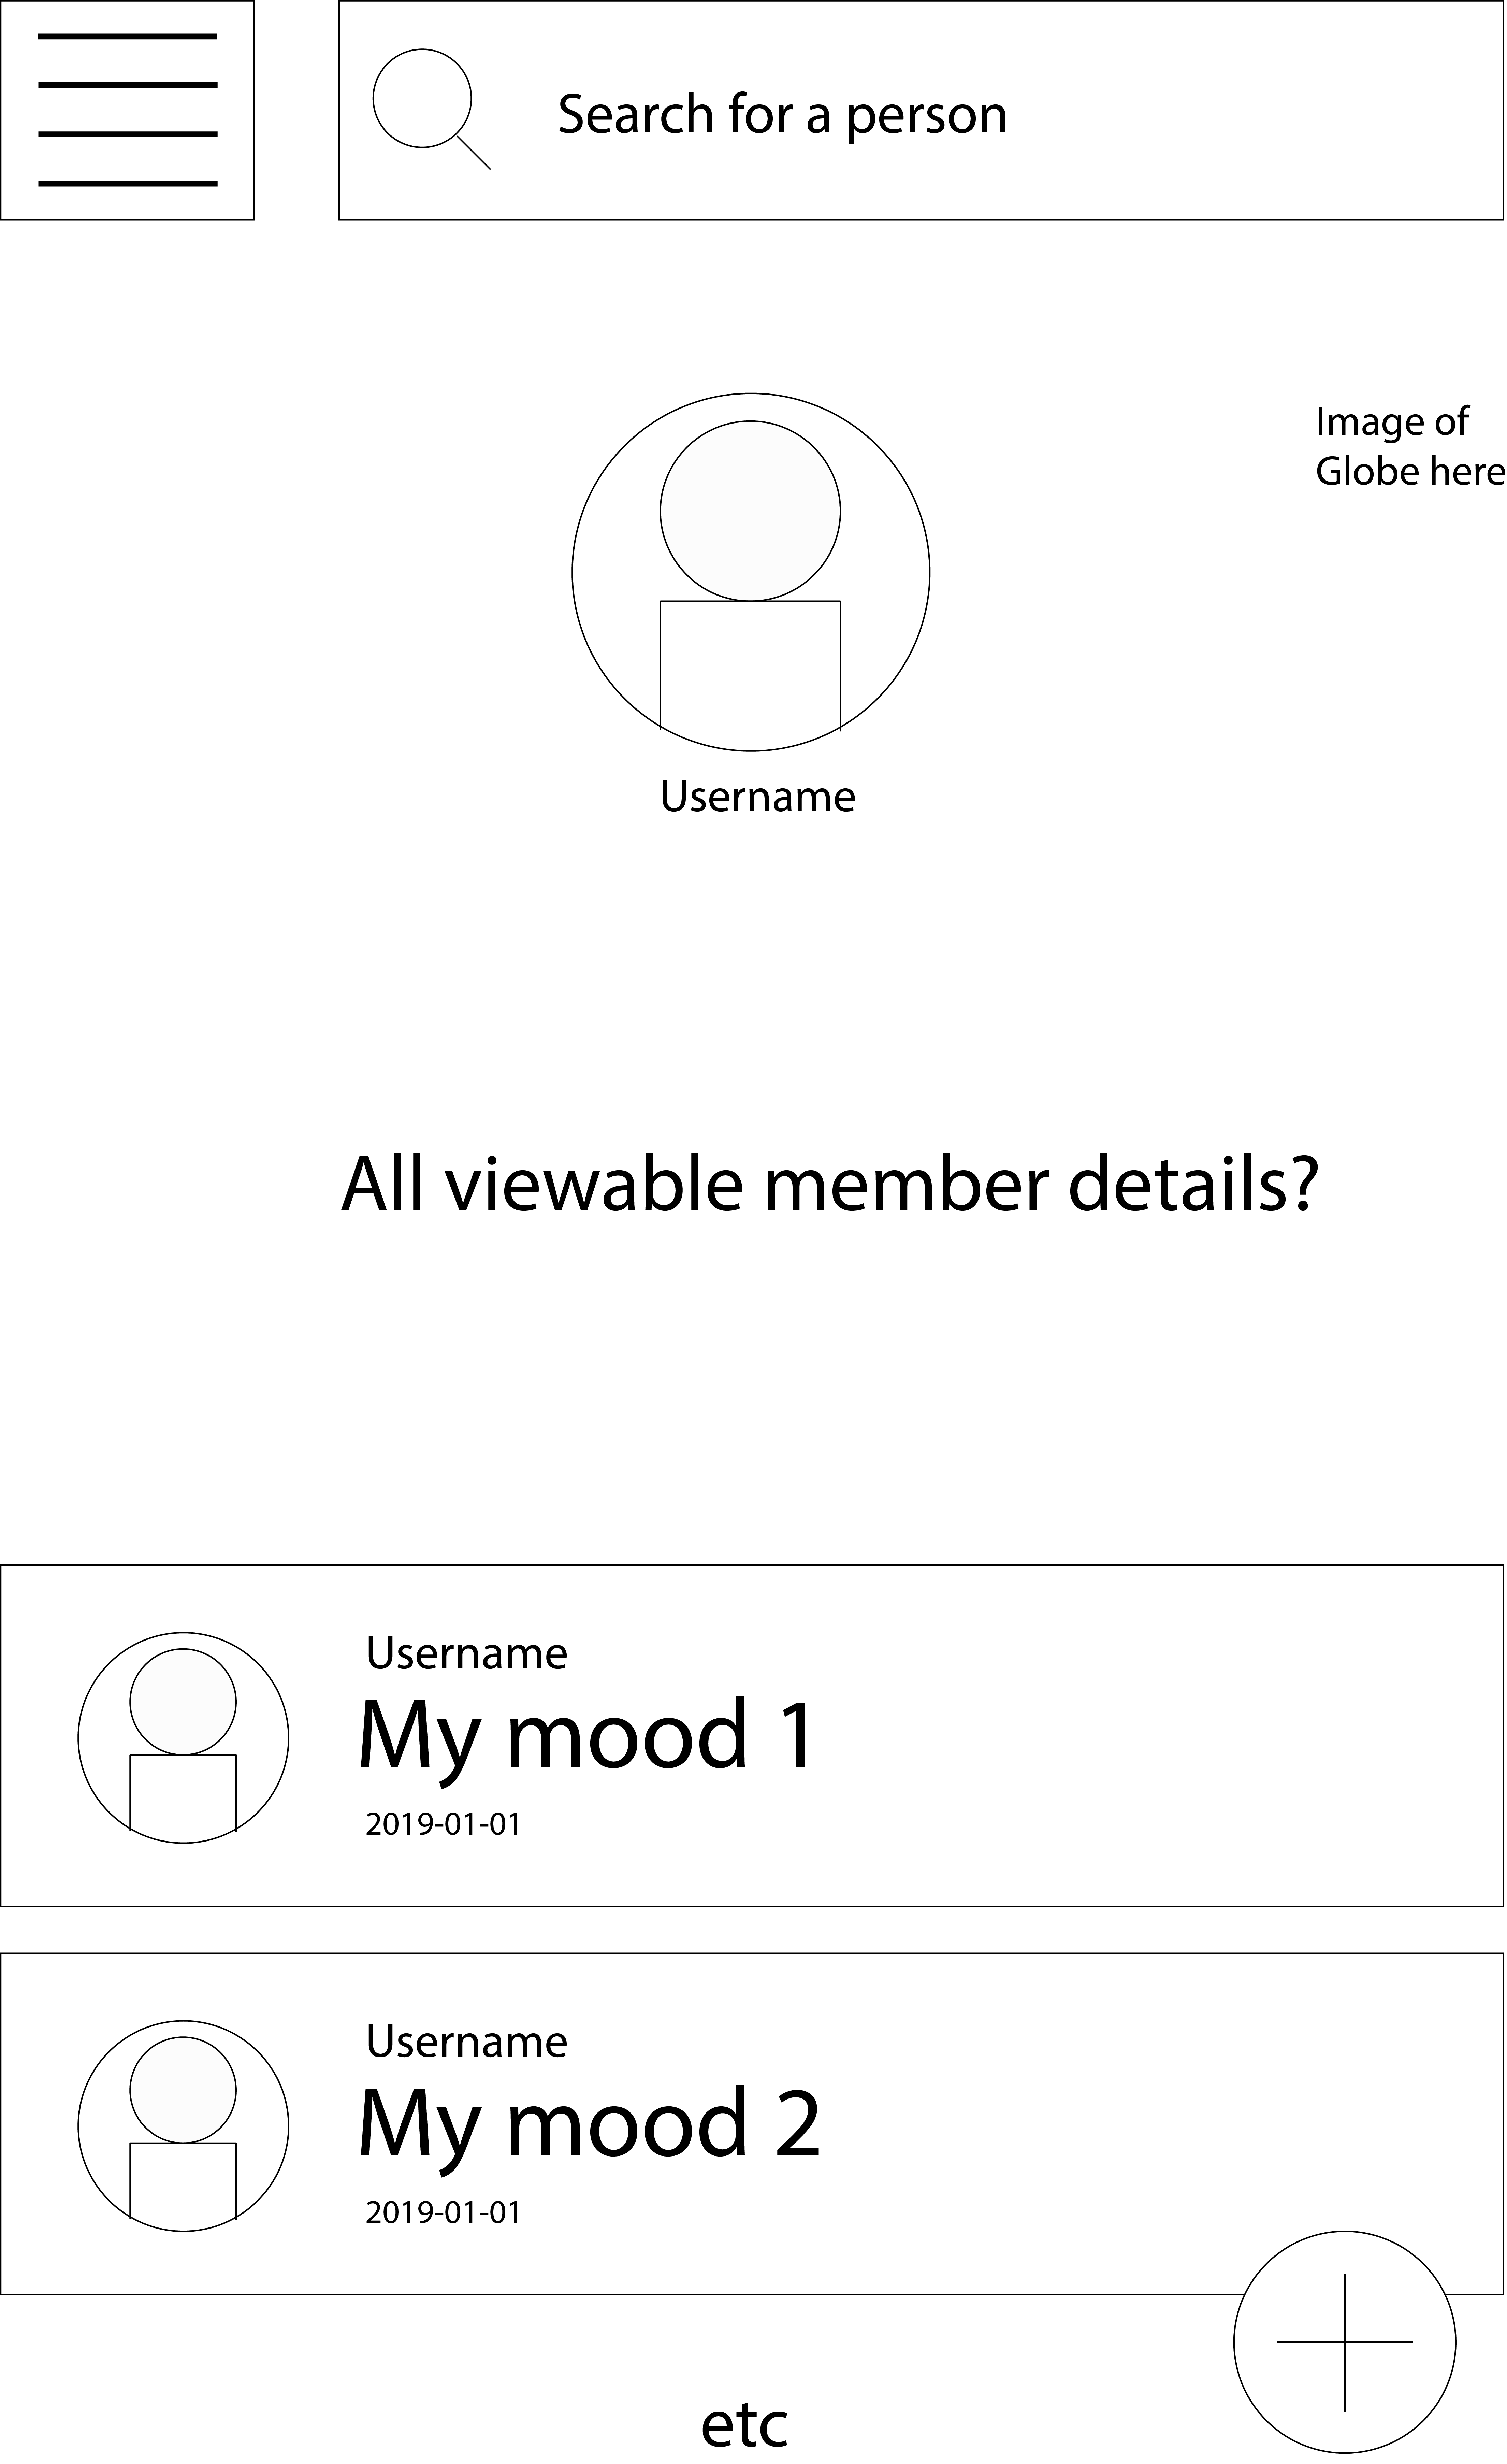 Search for a person
Image of
Globe here
Username
All viewable member details?
Username
My mood 1
2019-01-01
Username
My mood 2
2019-01-01
etc